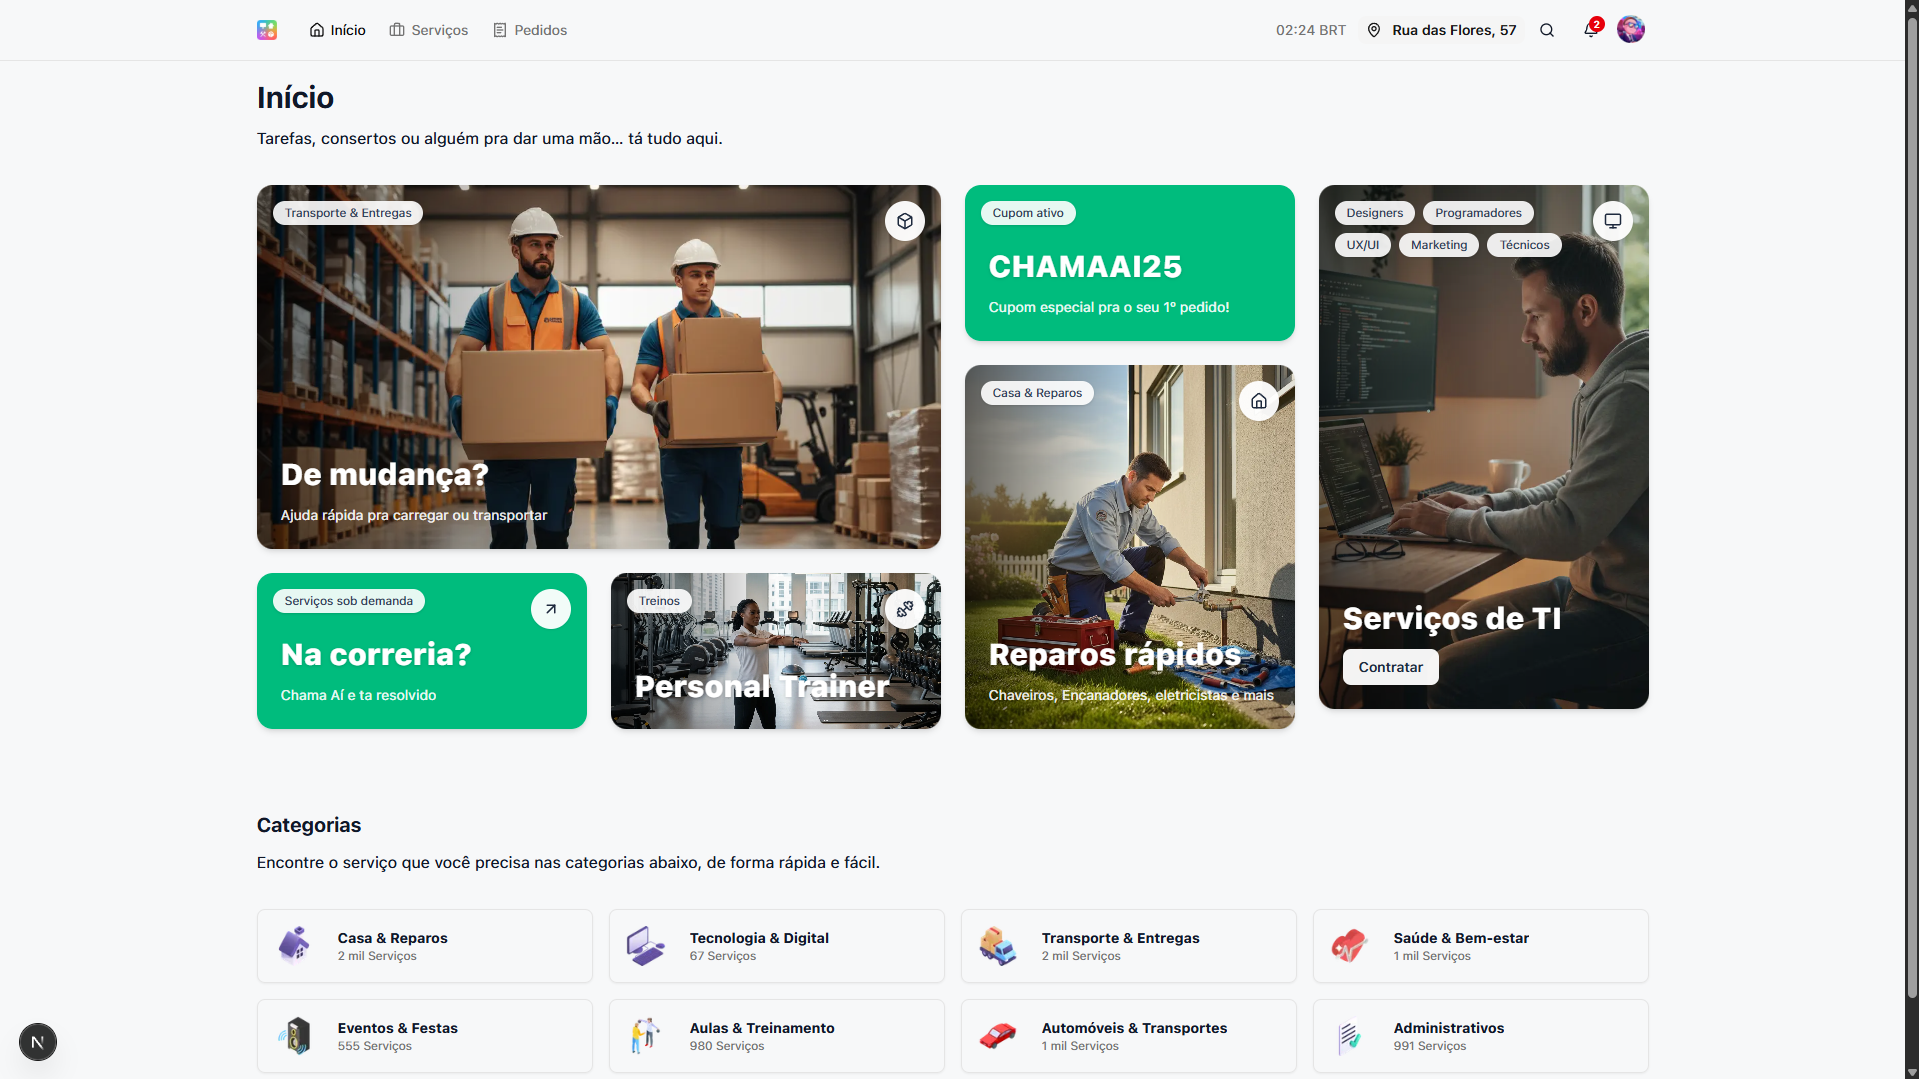 Início
Serviços
Pedidos
02:24 BRT
Rua das Flores, 57
2
Início
Tarefas, consertos ou alguém pra dar uma mão... tá tudo aqui.
Transporte & Entregas
De mudança?
Ajuda rápida pra carregar ou transportar
Cupom ativo
CHAMAAI25
Cupom especial pra o seu 1º pedido!
Designers
Programadores
UX/UI
Marketing
Técnicos
Serviços de TI
Contratar
Casa & Reparos
Reparos rápidos
Chaveiros, Encanadores, eletricistas e mais
Serviços sob demanda
Na correria?
Chama Aí e ta resolvido
Treinos
Personal Trainer
Categorias
Encontre o serviço que você precisa nas categorias abaixo, de forma rápida e fácil.
Casa & Reparos
2 mil Serviços
Tecnologia & Digital
67 Serviços
Transporte & Entregas
2 mil Serviços
Saúde & Bem-estar
1 mil Serviços
Eventos & Festas
555 Serviços
Aulas & Treinamento
980 Serviços
Automóveis & Transportes
1 mil Serviços
Administrativos
991 Serviços
N